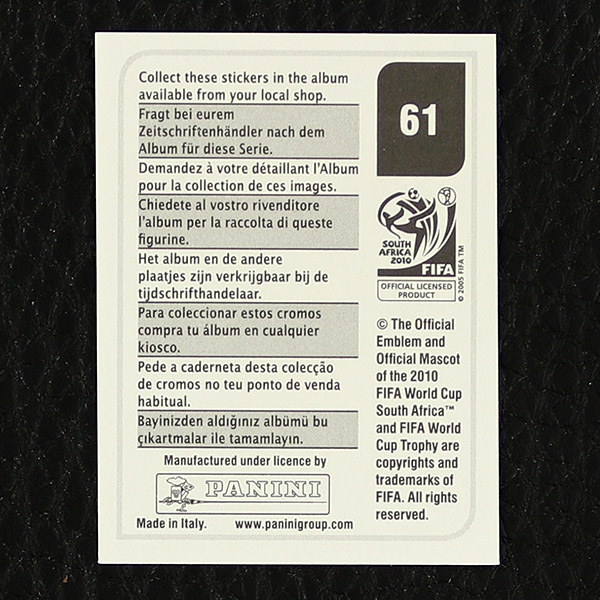 Collect these stickers in the album
available from your local shop.
Fragt bei eurem
Zeitschriftenhändler nach dem
Album für diese Serie.
Demandez à votre détaillant l'Album
pour la collection de ces images.
Chiedete al vostro rivenditore
l'album per la raccolta di queste
figurine.
Het album en de andere
plaatjes zijn verkrijgbaar bij de
tijdschrifthandelaar.
Para coleccionar estos cromos
compra tu álbum en cualquier
kiosco.
Pede a caderneta desta colecção
de cromos no teu ponto de venda
habitual.
Bayinizden aldığınız albümü bu
çıkartmalar ile tamamlayın.
Manufactured under licence by
PANINI
Made in Italy. www.paninigroup.com
61
SOUTH
AFRICA
2010
FIFA
OFFICIAL LICENSED
PRODUCT
© 2005 FIFA TM
© The Official
Emblem and
Official Mascot
of the 2010
FIFA World Cup
South Africa™
and FIFA World
Cup Trophy are
copyrights and
trademarks of
FIFA. All rights
reserved.